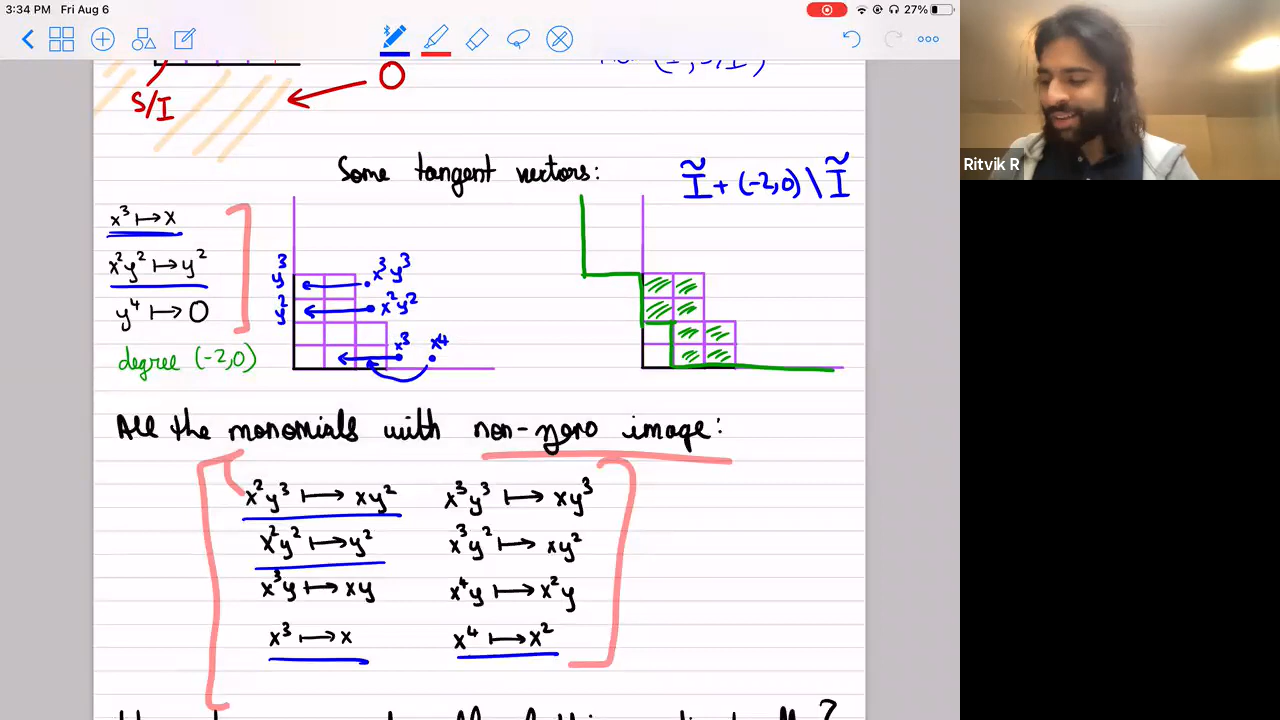 3:34 PM Fri Aug 6
27%
Ritvik R
S/I
O
Some tangent vectors:
Ĩ + (-2,0) \ Ĩ
x³ ↦ x
x²y² ↦ y²
y⁴ ↦ 0
degree (-2,0)
y³
x³y³
y²
x²y²
x³
x⁴
All the monomials with non-zero image:
x²y³ ↦ xy²
x³y³ ↦ xy³
x²y² ↦ y²
x³y² ↦ xy²
x³y ↦ xy
x⁴y ↦ x²y
x³ ↦ x
x⁴ ↦ x²